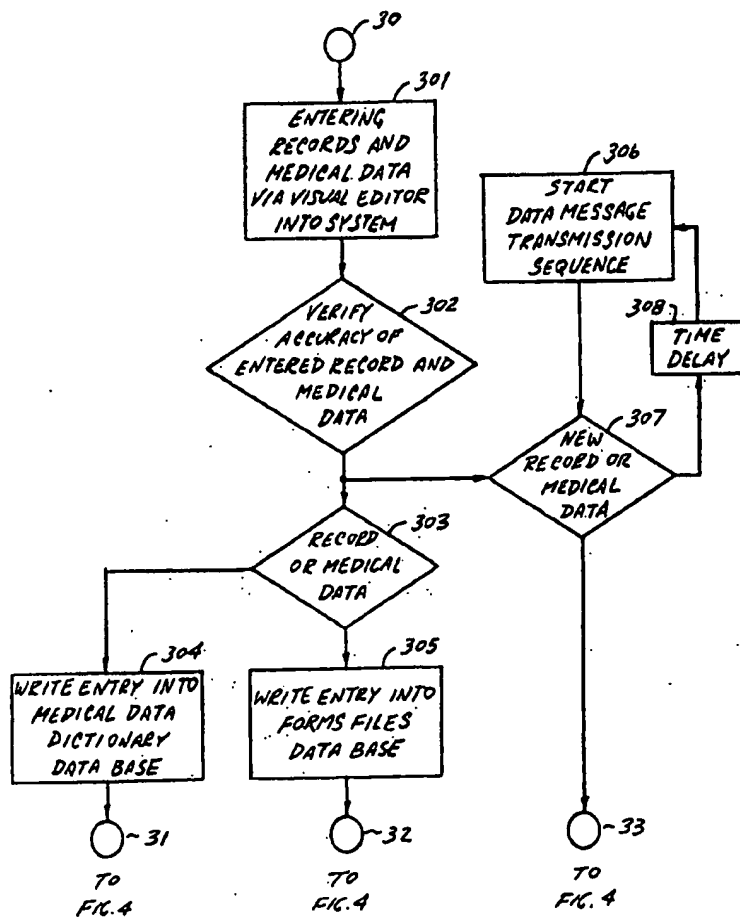 30
301
ENTERING
RECORDS AND
MEDICAL DATA
VIA VISUAL EDITOR
INTO SYSTEM
302
VERIFY
ACCURACY OF
ENTERED RECORD AND
MEDICAL
DATA
303
RECORD
OR MEDICAL
DATA
304
WRITE ENTRY INTO
MEDICAL DATA
DICTIONARY
DATA BASE
305
WRITE ENTRY INTO
FORMS FILES
DATA BASE
306
START
DATA MESSAGE
TRANSMISSION
SEQUENCE
308
TIME
DELAY
307
NEW
RECORD OR
MEDICAL
DATA
31
TO
FIG. 4
32
TO
FIG. 4
33
TO
FIG. 4